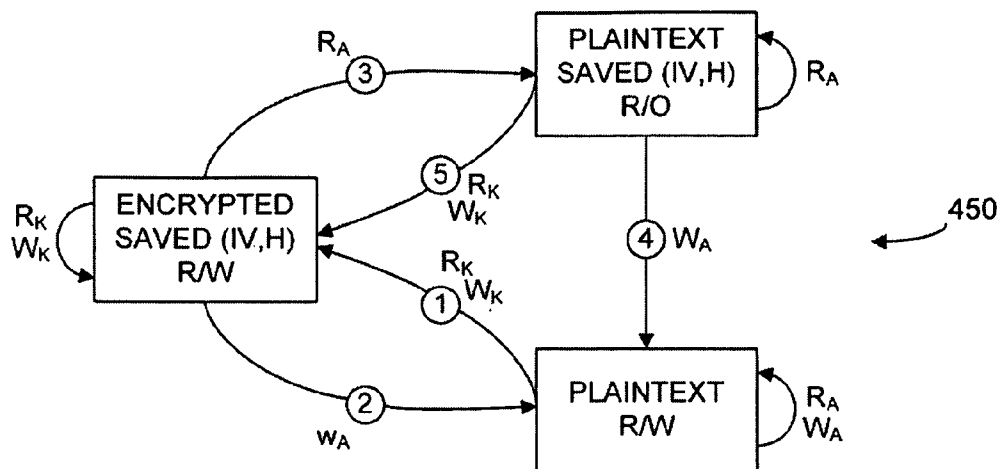 R_A
3
PLAINTEXT
SAVED (IV,H)
R/O
R_A
5
R_K
W_K
R_K
W_K
ENCRYPTED
SAVED (IV,H)
R/W
4
W_A
450
R_K
W_K
1
2
w_A
PLAINTEXT
R/W
R_A
W_A